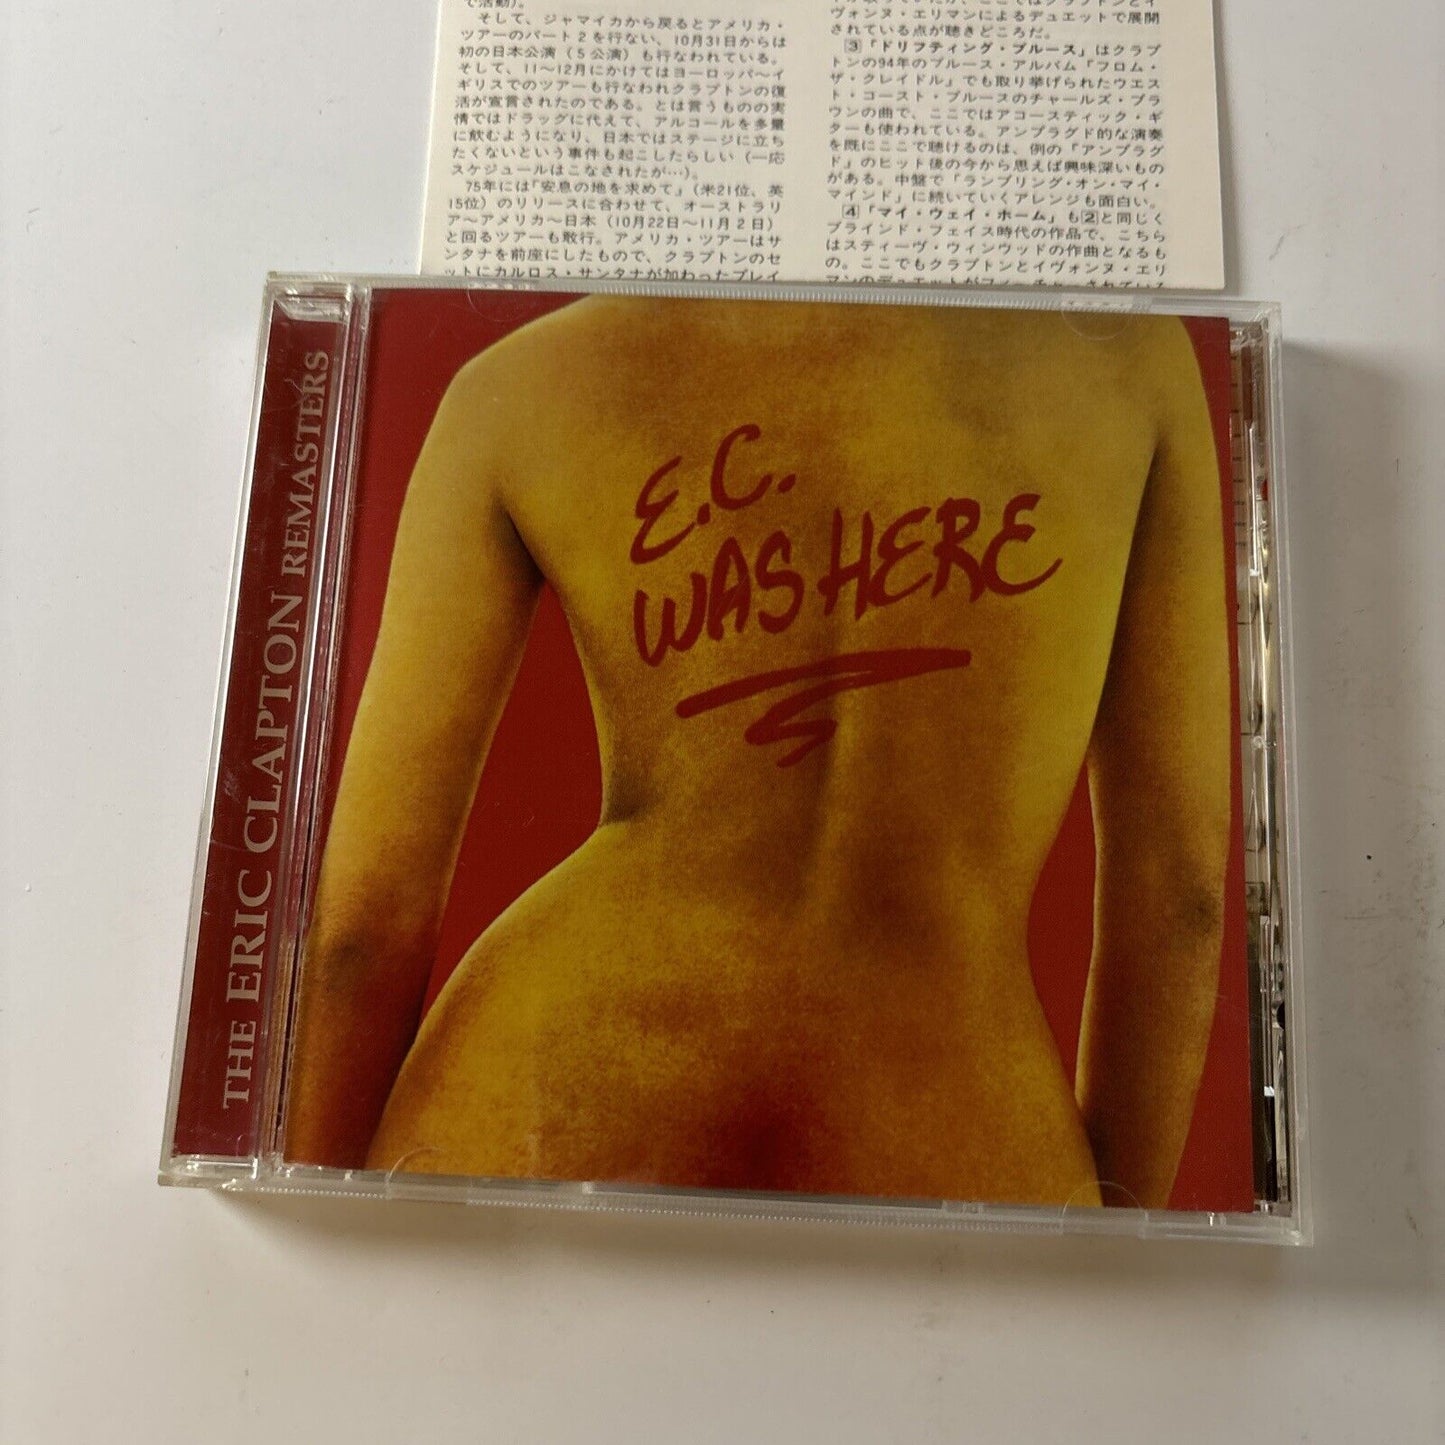 で活動)。
そして、ジャマイカから戻るとアメリカ・
ツアーのパート2を行ない、10月31日からは
初の日本公演（5公演）も行なわれている。
そして、11〜12月にかけてはヨーロッパ〜イ
ギリスでのツアーも行なわれクラプトンの復
活が宣言されたのである。とは言うものの実
情ではドラッグに代えて、アルコールを多量
に飲むようになり、日本ではステージに立ち
たくないという事件も起こしたらしい（一応
スケジュールはこなされたが…）。
75年には「安息の地を求めて」（米21位、英
15位）のリリースに合わせて、オーストラリ
ア〜アメリカ〜日本（10月22日〜11月2日）
と回るツアーも敢行。アメリカ・ツアーはサ
ンタナを前座にしたもので、クラプトンのセ
ットにカルロス・サンタナが加わったプレイ
ヴォンヌ・エリマンによるデュエットで展開
されている点が聴きどころだ。
3「ドリフティング・ブルース」はクラプ
トンの94年のブルース・アルバム「フロム・
ザ・クレイドル」でも取り挙げられたウエス
ト・コースト・ブルースのチャールズ・ブラ
ウンの曲で、ここではアコースティック・ギ
ターも使われている。アンプラグド的な演奏
を既にここで聴けるのは、例の「アンプラグ
ド」のヒット後の今から思えば興味深いもの
がある。中盤で「ランブリング・オン・マイ・
マインド」に続いていくアレンジも面白い。
4「マイ・ウェイ・ホーム」も2と同じく
ブラインド・フェイス時代の作品で、こちら
はスティーヴ・ウィンウッドの作曲となるも
の。ここでもクラプトンとイヴォンヌ・エリ
マンのデュエットがフィーチャーされている
THE ERIC CLAPTON REMASTERS
E.C.
WAS HERE